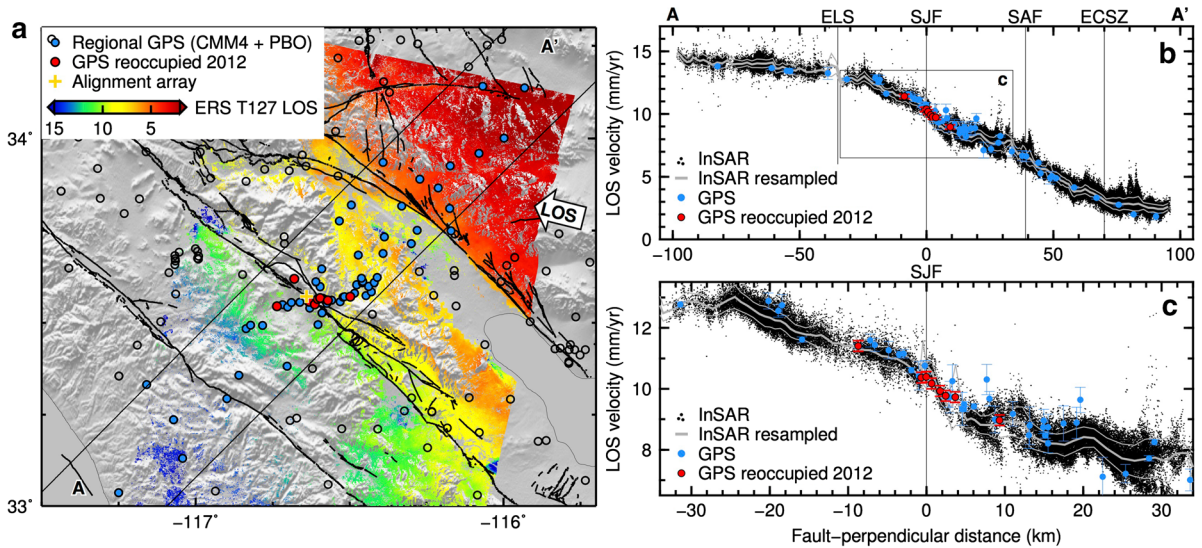 a
Regional GPS (CMM4 + PBO)
GPS reoccupied 2012
Alignment array
ERS T127 LOS
15 10 5
A'
LOS
A
34°
33°
−117°
−116°
A ELS SJF SAF ECSZ A'
b
c
LOS velocity (mm/yr)
15
10
5
0
InSAR
InSAR resampled
GPS
GPS reoccupied 2012
−100 −50 0 50 100
SJF
c
LOS velocity (mm/yr)
12
10
8
InSAR
InSAR resampled
GPS
GPS reoccupied 2012
−30 −20 −10 0 10 20 30
Fault−perpendicular distance (km)